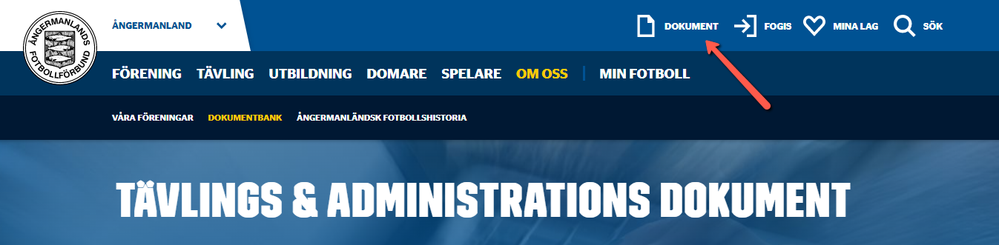 ÅNGERMANLANDS FOTBOLLFÖRBUND
ÅNGERMANLAND
DOKUMENT
FOGIS
MINA LAG
SÖK
FÖRENING TÄVLING UTBILDNING DOMARE SPELARE OM OSS MIN FOTBOLL
VÅRA FÖRENINGAR DOKUMENTBANK ÅNGERMANLÄNDSK FOTBOLLSHISTORIA
TÄVLINGS & ADMINISTRATIONS DOKUMENT